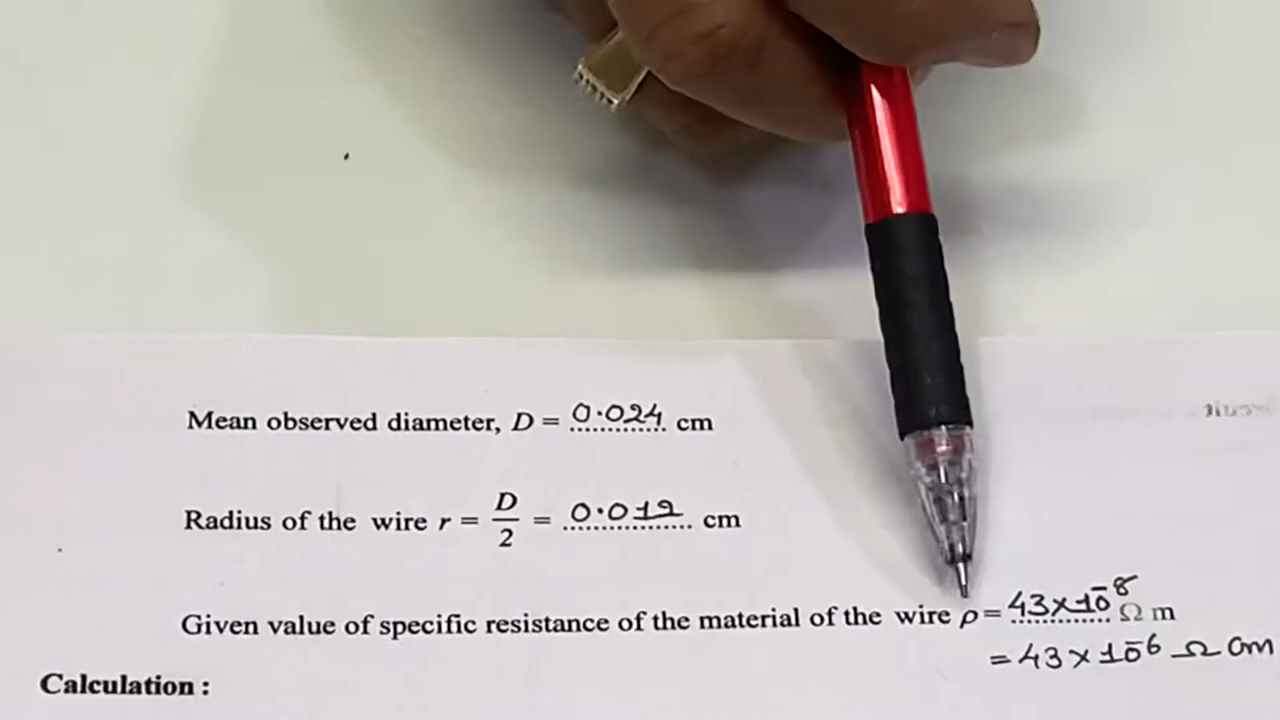 Mean observed diameter, D = 0.024 cm
Radius of the wire r = D/2 = 0.012 cm
Given value of specific resistance of the material of the wire ρ = 43×10⁻⁸ Ω m
= 43 × 10⁻⁶ Ω cm
Calculation :